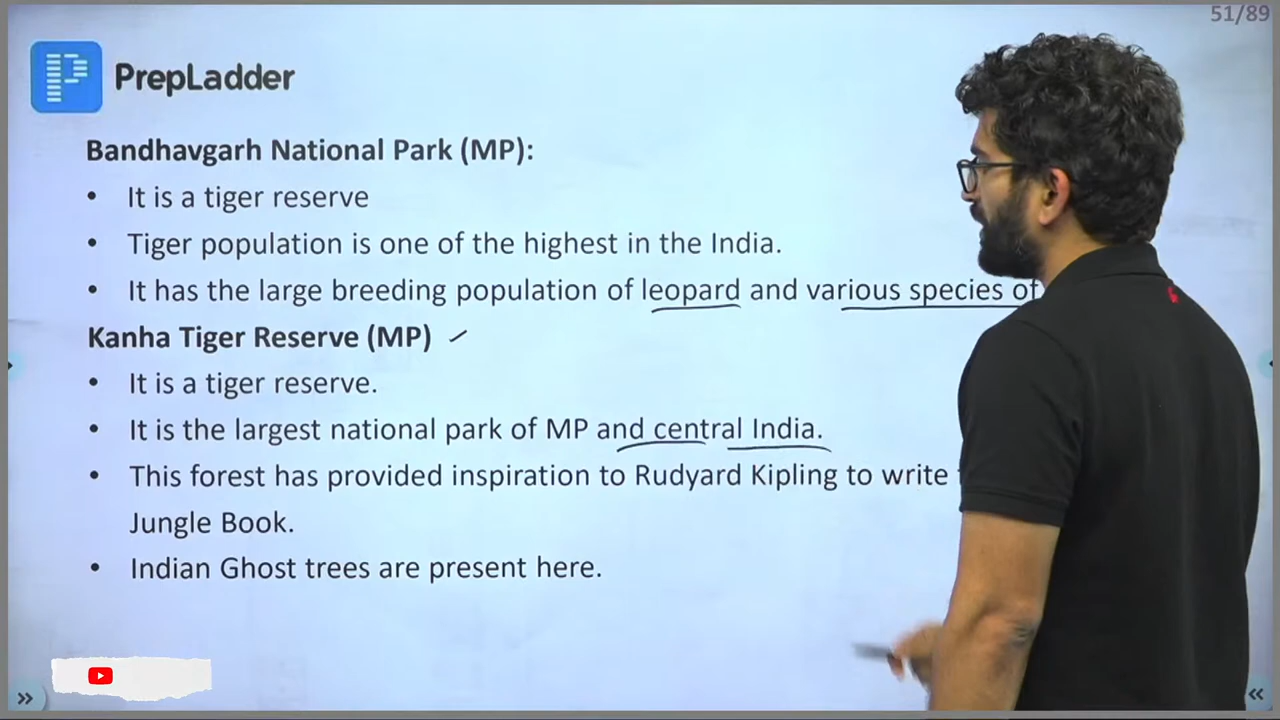 51/89
PrepLadder
Bandhavgarh National Park (MP):
• It is a tiger reserve
• Tiger population is one of the highest in the India.
• It has the large breeding population of leopard and various species of
Kanha Tiger Reserve (MP)
• It is a tiger reserve.
• It is the largest national park of MP and central India.
• This forest has provided inspiration to Rudyard Kipling to write
Jungle Book.
• Indian Ghost trees are present here.